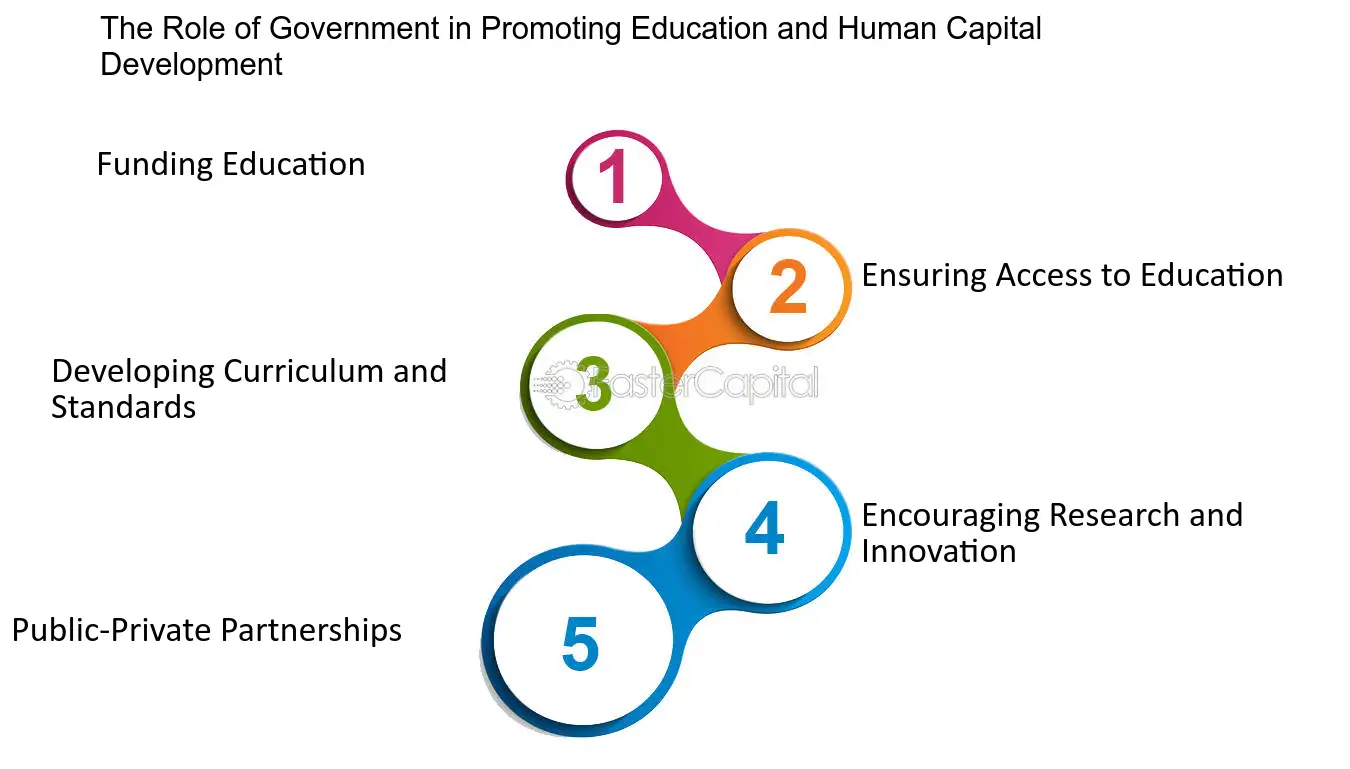 The Role of Government in Promoting Education and Human Capital
Development
Funding Education
1
2
Ensuring Access to Education
Developing Curriculum and
Standards
3
asterCapital
4
Encouraging Research and
Innovation
Public-Private Partnerships
5